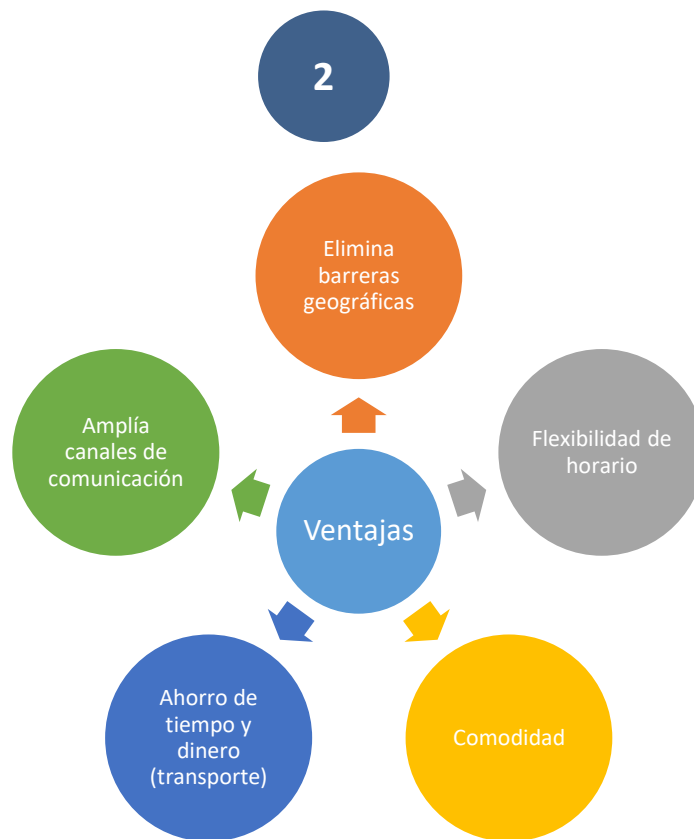 2
Elimina
barreras
geográficas
Amplía
canales de
comunicación
Flexibilidad de
horario
Ventajas
Ahorro de
tiempo y
dinero
(transporte)
Comodidad